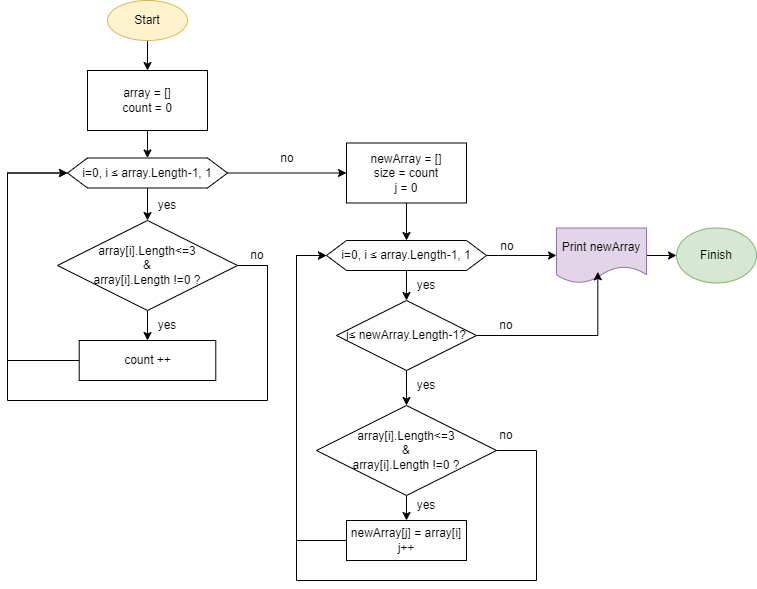 Start
array = []
count = 0
i=0, i ≤ array.Length-1, 1
no
yes
array[i].Length<=3
&
array[i].Length !=0 ?
no
yes
count ++
newArray = []
size = count
j = 0
i=0, i ≤ array.Length-1, 1
no
yes
j≤ newArray.Length-1?
no
yes
array[i].Length<=3
&
array[i].Length !=0 ?
no
yes
newArray[j] = array[i]
j++
Print newArray
Finish